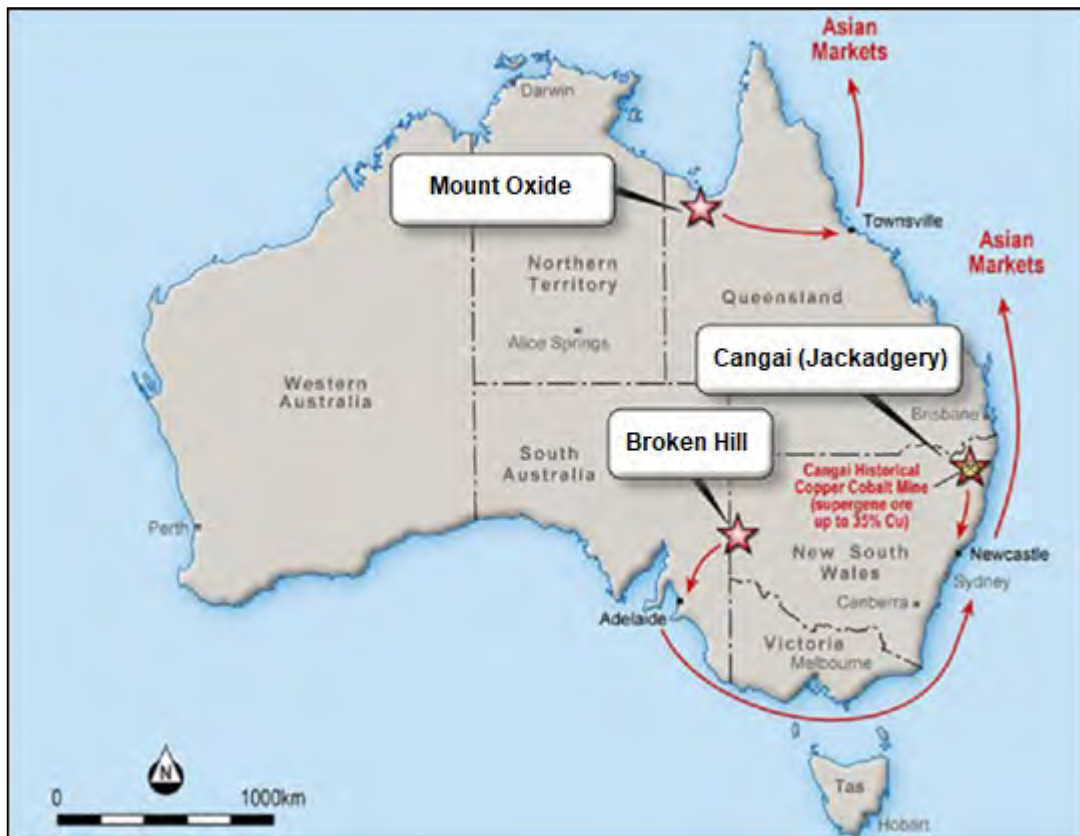 Asian
Markets
Darwin
Mount Oxide
Townsville
Asian
Markets
Northern
Territory
Queensland
Alice Springs
Cangai (Jackadgery)
Western
Australia
Brisbane
Broken Hill
South
Australia
Cangai Historical
Copper Cobalt Mine
(supergene ore
up to 35% Cu)
Perth
New South
Wales
Newcastle
Sydney
Canberra
Adelaide
Victoria
Melbourne
N
0
1000km
Tas
Hobart